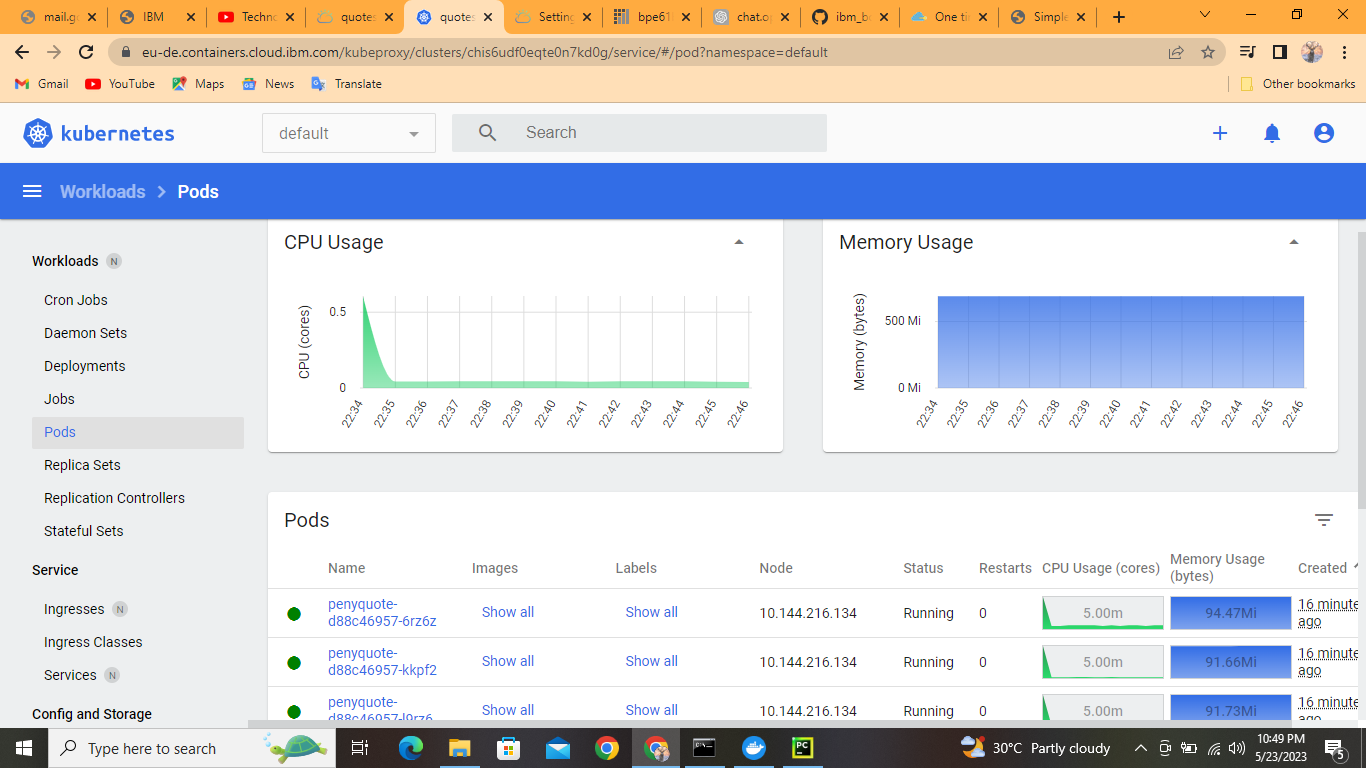 mail.go
IBM
Techno
quotes
quotes
Setting
bpe61
chat.op
ibm_bu
One tim
Simple
eu-de.containers.cloud.ibm.com/kubeproxy/clusters/chis6udf0eqte0n7kd0g/service/#/pod?namespace=default
Gmail
YouTube
Maps
News
Translate
Other bookmarks
kubernetes
default
Search
Workloads > Pods
Workloads N
Cron Jobs
Daemon Sets
Deployments
Jobs
Pods
Replica Sets
Replication Controllers
Stateful Sets
Service
Ingresses N
Ingress Classes
Services N
Config and Storage
CPU Usage
CPU (cores)
0.5
0
22:34 22:35 22:36 22:37 22:38 22:39 22:40 22:41 22:42 22:43 22:44 22:45 22:46
Memory Usage
Memory (bytes)
500 Mi
0 Mi
22:34 22:35 22:36 22:37 22:38 22:39 22:40 22:41 22:42 22:43 22:44 22:45 22:46
Pods
Name Images Labels Node Status Restarts CPU Usage (cores) Memory Usage (bytes) Created
penyquote-
d88c46957-6rz6z
Show all Show all 10.144.216.134 Running 0 5.00m 94.47Mi
16 minute
ago
penyquote-
d88c46957-kkpf2
Show all Show all 10.144.216.134 Running 0 5.00m 91.66Mi
16 minute
ago
penyquote-
d88c46957-l9rz6
Show all Show all 10.144.216.134 Running 0 5.00m 91.73Mi
16 minute
ago
Type here to search
PC
30°C Partly cloudy
10:49 PM
5/23/2023
5